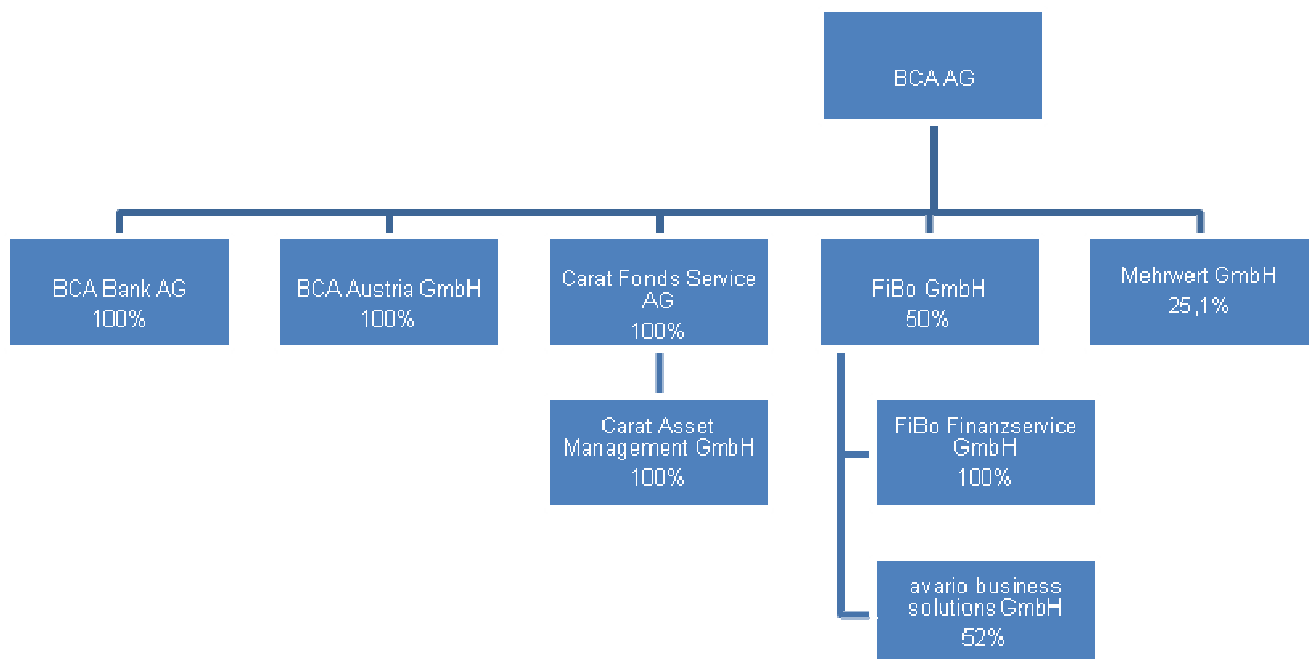 BCA AG
BCA Bank AG
100%
BCA Austria GmbH
100%
Carat Fonds Service
AG
100%
FiBo GmbH
50%
Mehrwert GmbH
25,1%
Carat Asset
Management GmbH
100%
FiBo Finanzservice
GmbH
100%
avario business
solutions GmbH
52%